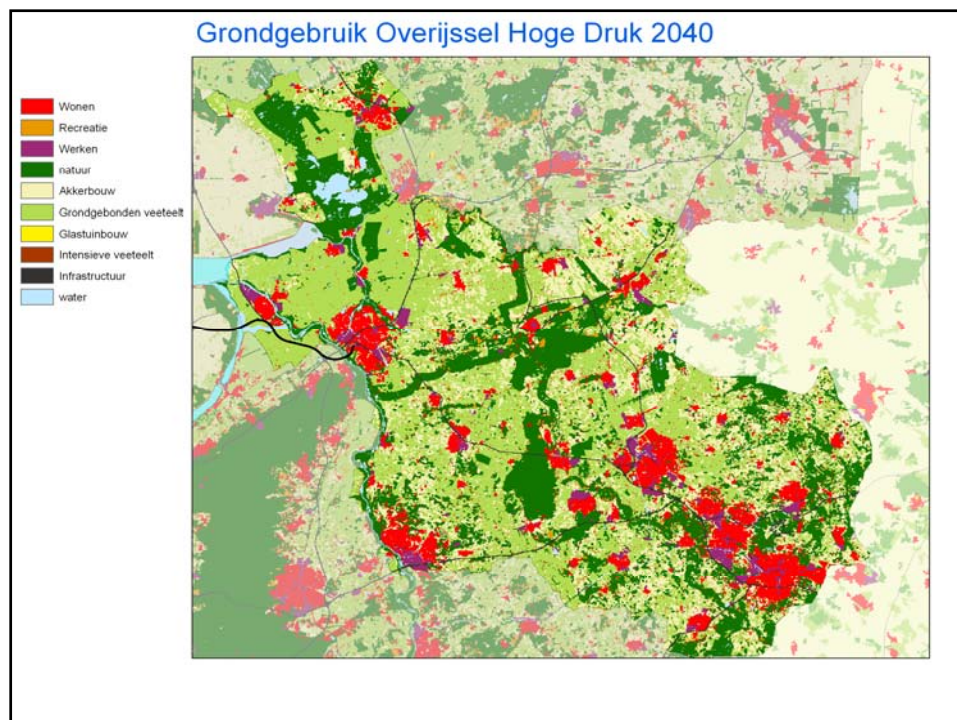 Grondgebruik Overijssel Hoge Druk 2040
Wonen
Recreatie
Werken
natuur
Akkerbouw
Grondgebonden veeteelt
Glastuinbouw
Intensieve veeteelt
Infrastructuur
water